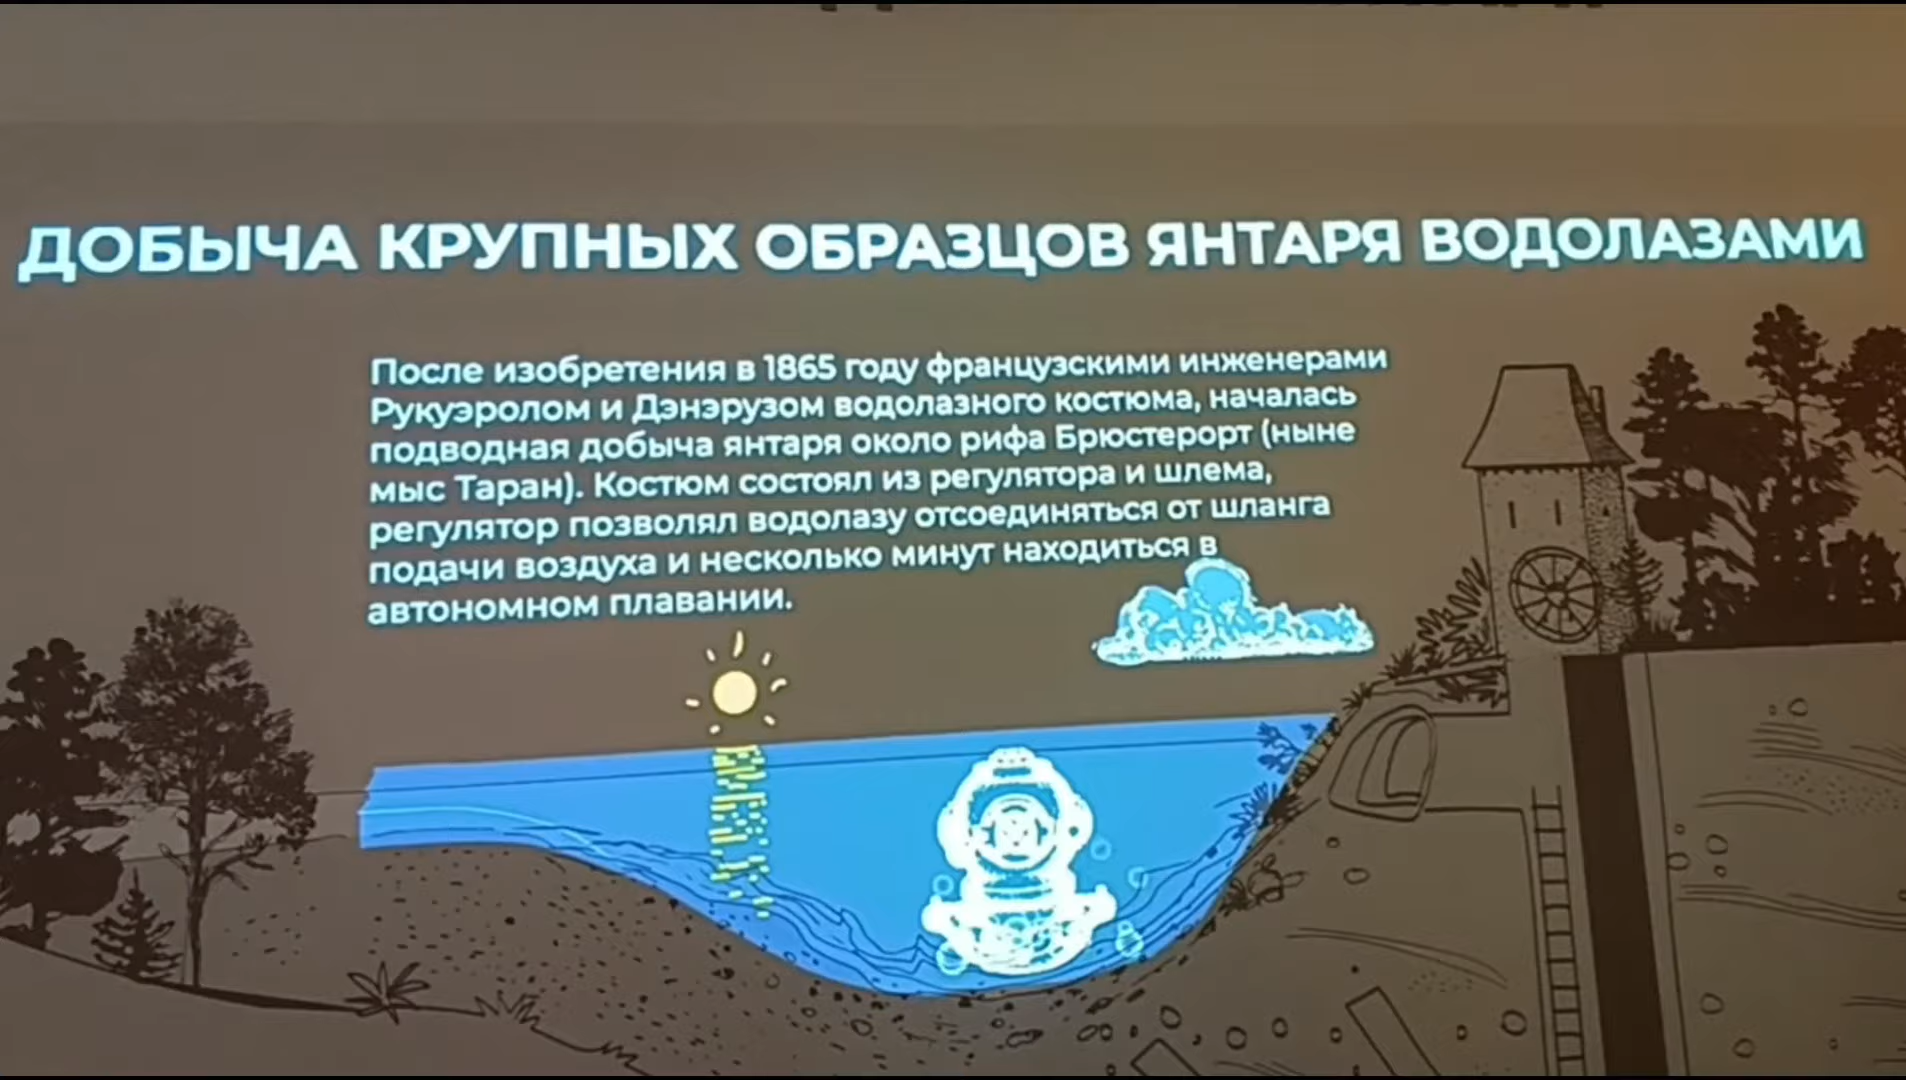 ДОБЫЧА КРУПНЫХ ОБРАЗЦОВ ЯНТАРЯ ВОДОЛАЗАМИ
После изобретения в 1865 году французскими инженерами
Рукуэролом и Дэнэрузом водолазного костюма, началась
подводная добыча янтаря около рифа Брюстерорт (ныне
мыс Таран). Костюм состоял из регулятора и шлема,
регулятор позволял водолазу отсоединяться от шланга
подачи воздуха и несколько минут находиться в
автономном плавании.